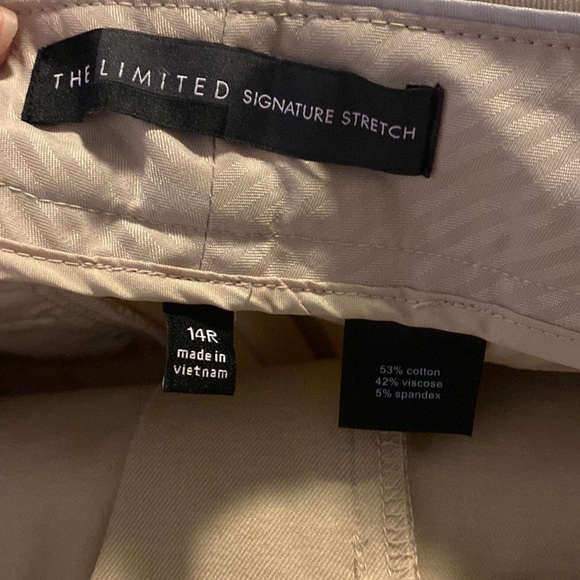 THE LIMITED SIGNATURE STRETCH
14R
made in
vietnam
53% cotton
42% viscose
5% spandex